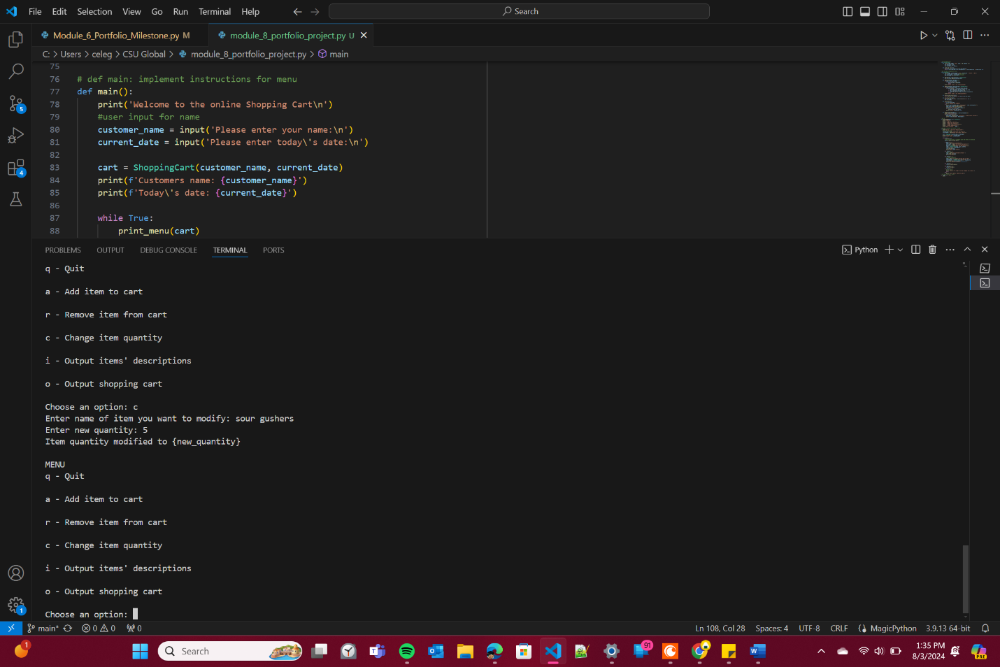 File Edit Selection View Go Run Terminal Help
Search
Module_6_Portfolio_Milestone.py M
module_8_portfolio_project.py U
C: > Users > celeg > CSU Global > module_8_portfolio_project.py > main
75
76 # def main: implement instructions for menu
77 def main():
78 print('Welcome to the online Shopping Cart\n')
79 #user input for name
80 customer_name = input('Please enter your name:\n')
81 current_date = input('Please enter today\'s date:\n')
82
83 cart = ShoppingCart(customer_name, current_date)
84 print(f'Customers name: {customer_name}')
85 print(f'Today\'s date: {current_date}')
86
87 while True:
88 print_menu(cart)
5
4
PROBLEMS OUTPUT DEBUG CONSOLE TERMINAL PORTS
Python
q - Quit
a - Add item to cart
r - Remove item from cart
c - Change item quantity
i - Output items' descriptions
o - Output shopping cart
Choose an option: c
Enter name of item you want to modify: sour gushers
Enter new quantity: 5
Item quantity modified to {new_quantity}
MENU
q - Quit
a - Add item to cart
r - Remove item from cart
c - Change item quantity
i - Output items' descriptions
o - Output shopping cart
Choose an option:
1
main* 0 0 0
Ln 108, Col 28 Spaces: 4 UTF-8 CRLF MagicPython 3.9.13 64-bit
1
Search
91
1:35 PM
8/3/2024
PRE